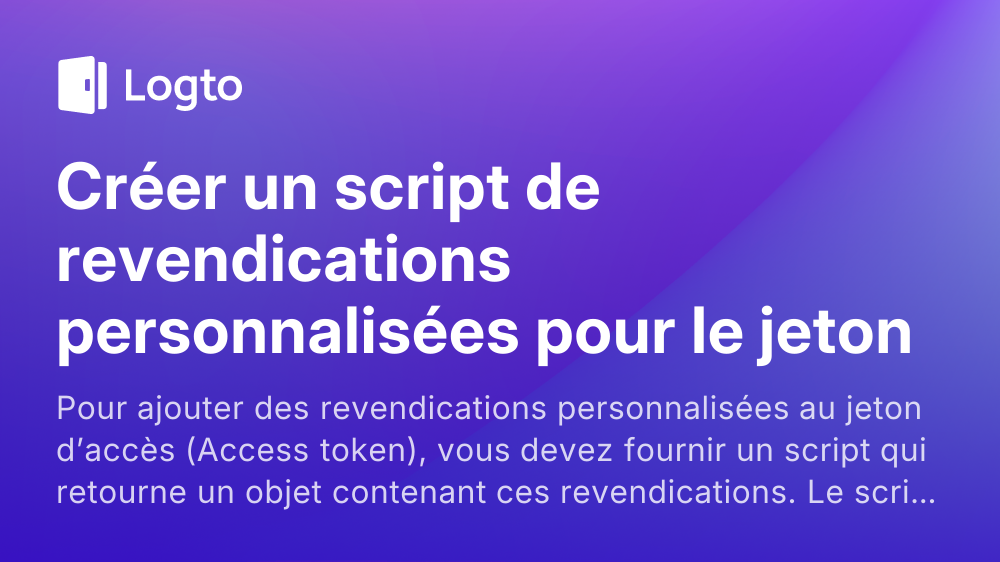 Logto
Créer un script de
revendications
personnalisées pour le jeton
Pour ajouter des revendications personnalisées au jeton
d’accès (Access token), vous devez fournir un script qui
retourne un objet contenant ces revendications. Le scri...